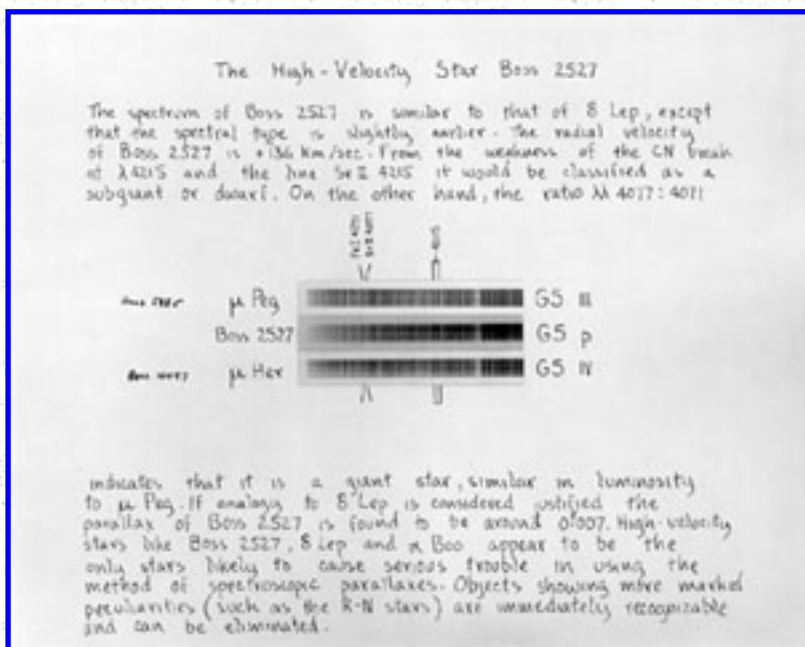 The High-Velocity Star Boss 2527
The spectrum of Boss 2527 is similar to that of δ Lep, except
that the spectral type is slightly earlier. The radial velocity
of Boss 2527 is +136 km/sec. From the weakness of the CN break
at λ 4215 and the line Sr II 4215 it would be classified as a
subgiant or dwarf. On the other hand, the ratio λλ 4077:4071
μ Peg G5 III
Boss 2527 G5 p
μ Her G5 IV
indicates that it is a giant star, similar in luminosity
to μ Peg. If analogy to δ Lep is considered justified the
parallax of Boss 2527 is found to be around 0".007. High-velocity
stars like Boss 2527, δ Lep and α Boo appear to be the
only stars likely to cause serious trouble in using the
method of spectroscopic parallaxes. Objects showing more marked
peculiarities (such as the R-N stars) are immediately recognizable
and can be eliminated.